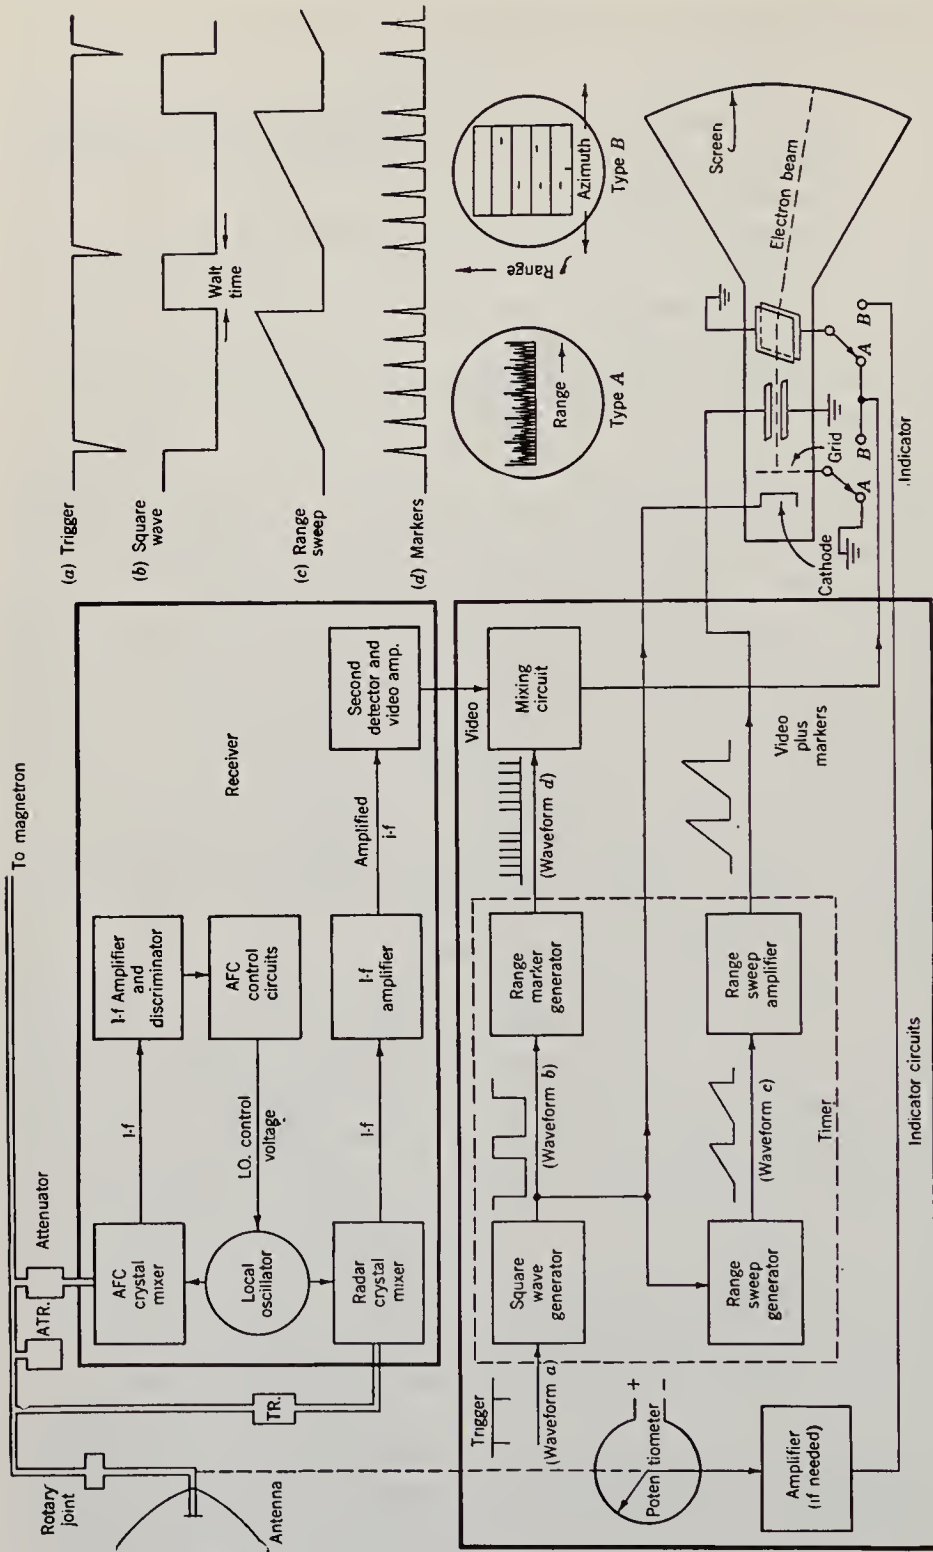 To magnetron
Attenuator
Rotary
joint
ATR.
TR.
Antenna
AFC
crystal
mixer
I-f
I-f Amplifier
and
discriminator
AFC
control
circuits
L.O. control
voltage
Local
oscillator
Radar
crystal
mixer
I-f
I-f
amplifier
Amplified
i-f
Second
detector and
video amp.
Receiver
Video
(a) Trigger
(b) Square
wave
Wait
time
(c) Range
sweep
(d) Markers
Range
Type A
Range
Azimuth
Type B
Trigger
(Waveform a)
Square
wave
generator
(Waveform b)
Range
marker
generator
(Waveform d)
Mixing
circuit
Range
sweep
generator
(Waveform c)
Range
sweep
amplifier
Timer
Video
plus
markers
Potentiometer
+
−
Amplifier
(if needed)
Indicator circuits
Cathode
Grid
A
B
A
B
Electron beam
Screen
Indicator